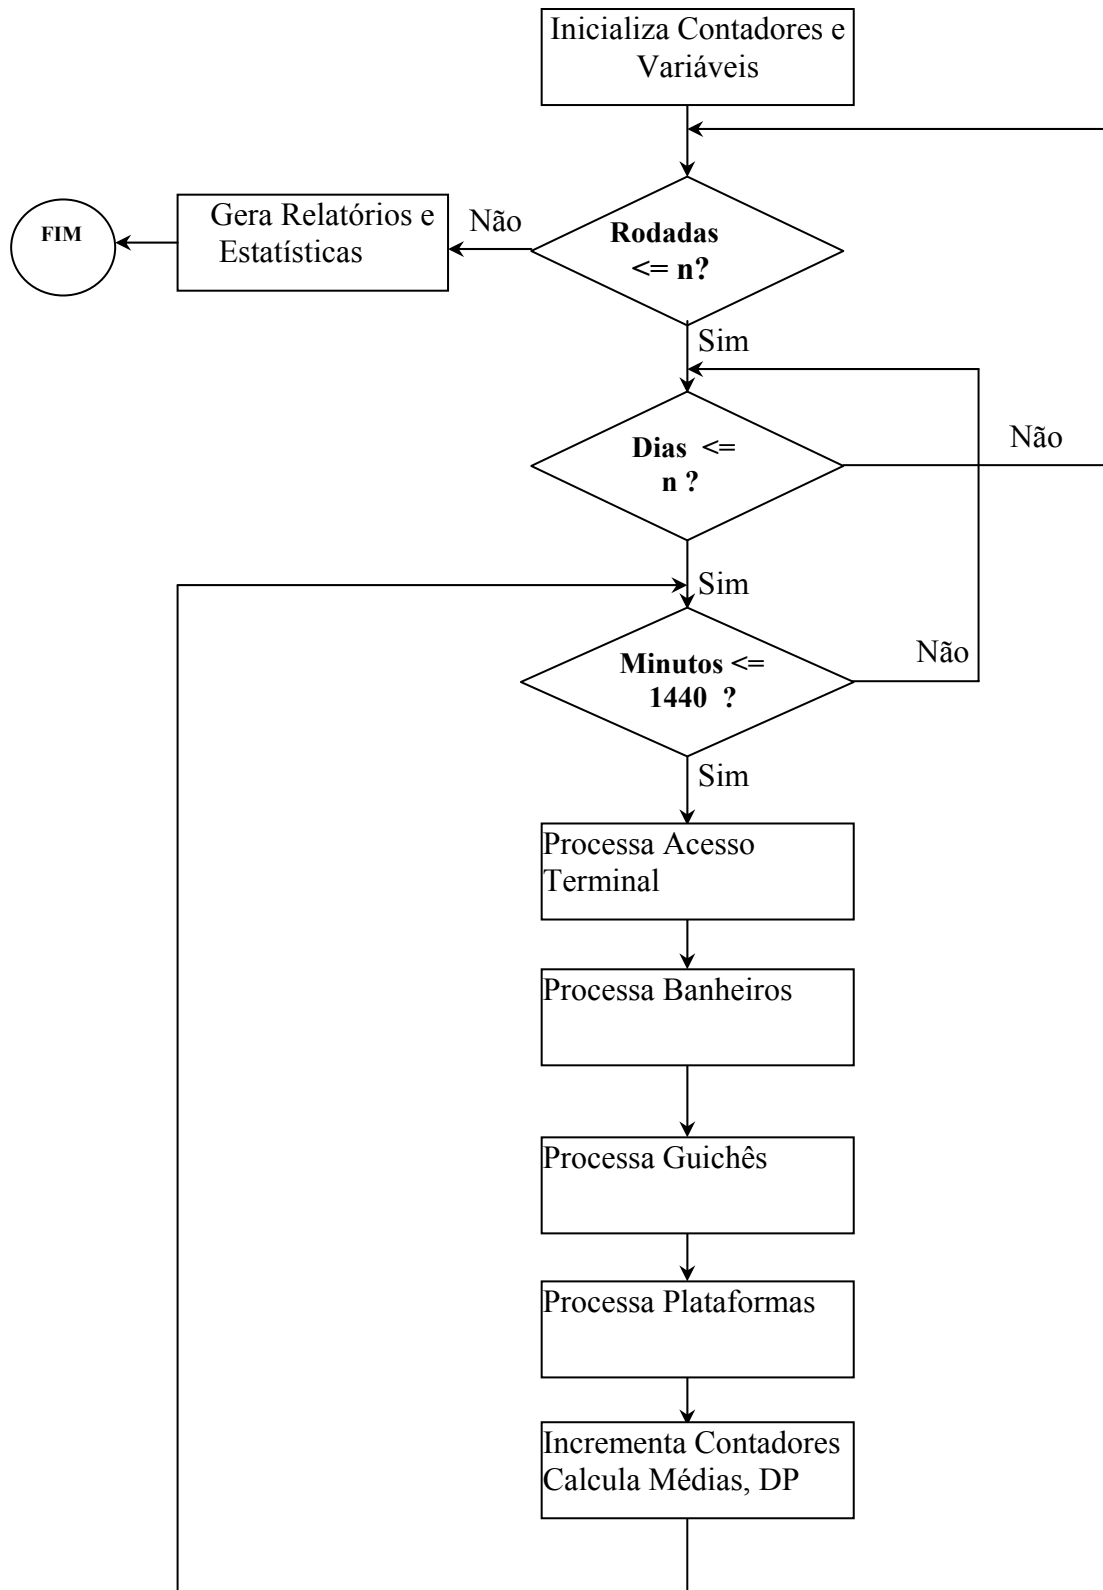 Inicializa Contadores e
Variáveis
Gera Relatórios e
Estatísticas
FIM
Não
Rodadas
<= n?
Sim
Dias <=
n ?
Não
Sim
Minutos <=
1440 ?
Não
Sim
Processa Acesso
Terminal
Processa Banheiros
Processa Guichês
Processa Plataformas
Incrementa Contadores
Calcula Médias, DP